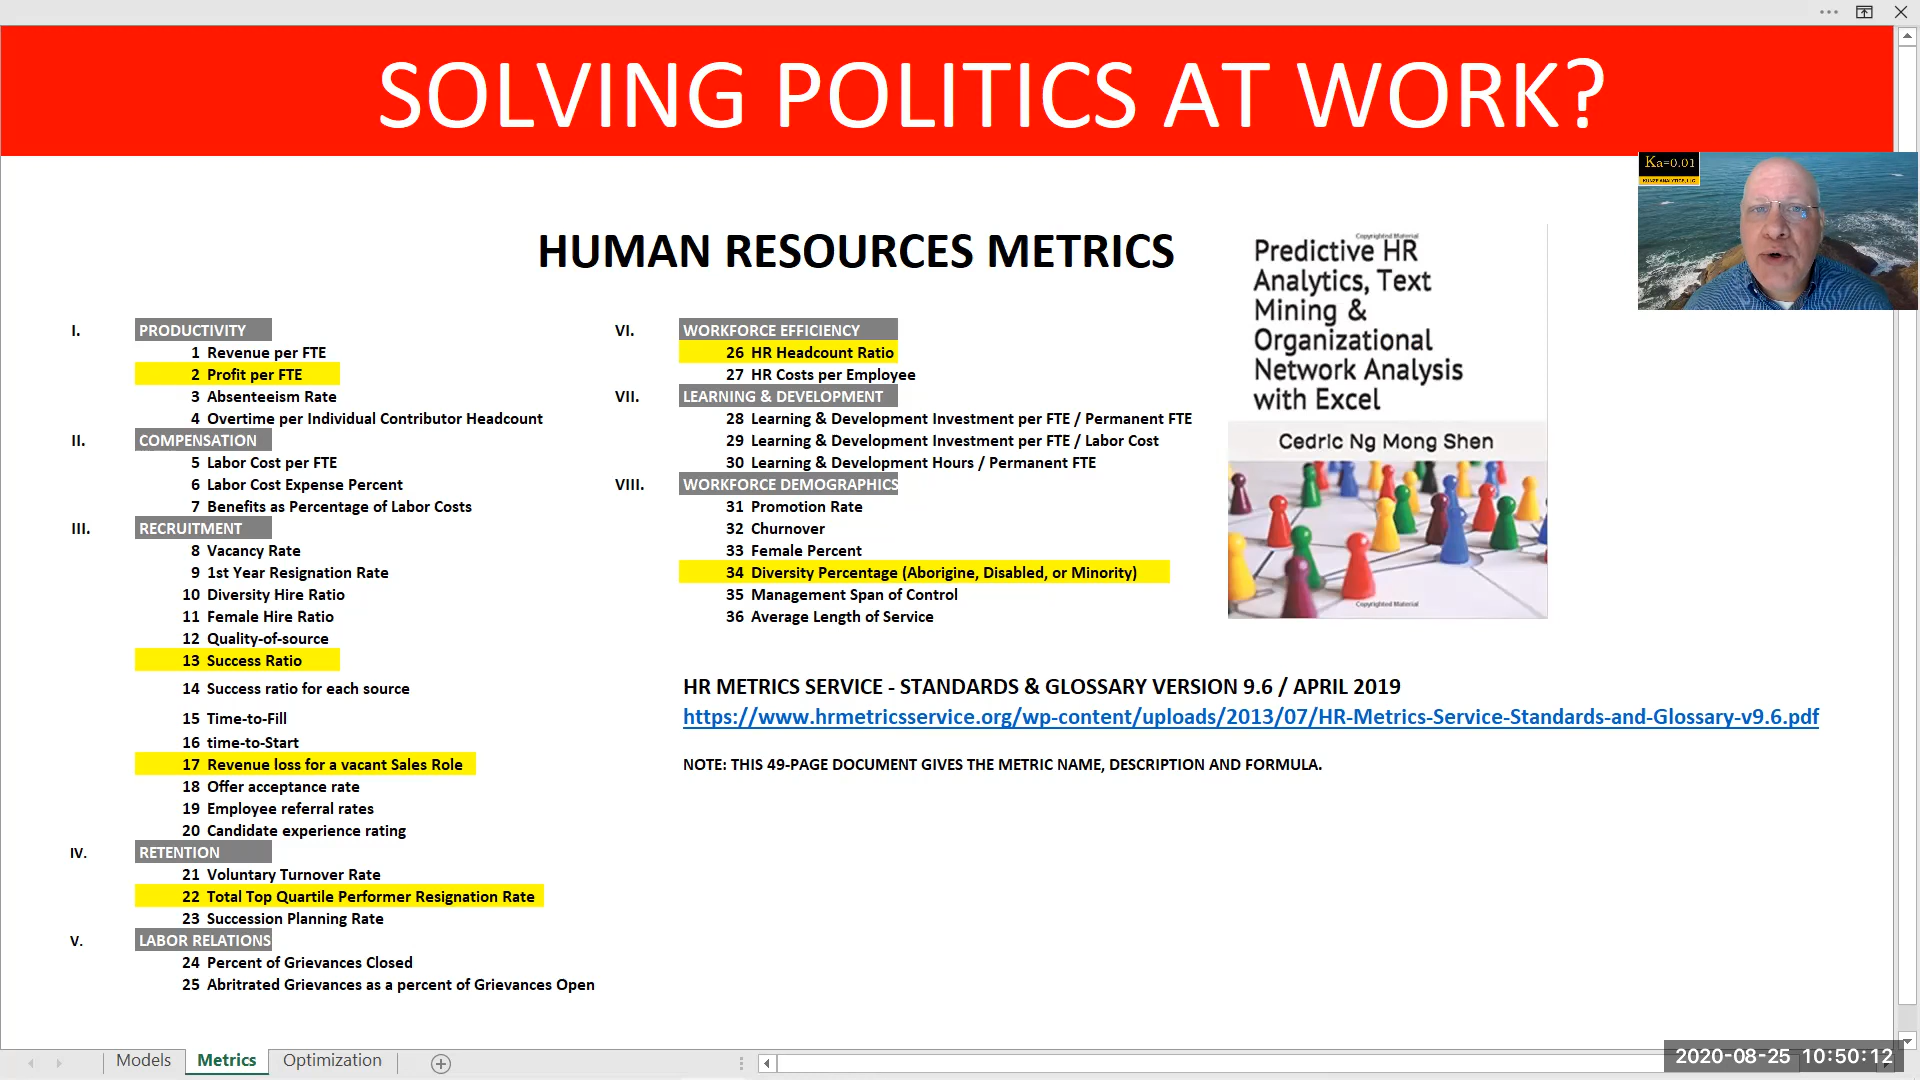 SOLVING POLITICS AT WORK?
Ka=0.01
KUNZE ANALYTICS, LLC
HUMAN RESOURCES METRICS
I. PRODUCTIVITY
1 Revenue per FTE
2 Profit per FTE
3 Absenteeism Rate
4 Overtime per Individual Contributor Headcount
II. COMPENSATION
5 Labor Cost per FTE
6 Labor Cost Expense Percent
7 Benefits as Percentage of Labor Costs
III. RECRUITMENT
8 Vacancy Rate
9 1st Year Resignation Rate
10 Diversity Hire Ratio
11 Female Hire Ratio
12 Quality-of-source
13 Success Ratio
14 Success ratio for each source
15 Time-to-Fill
16 time-to-Start
17 Revenue loss for a vacant Sales Role
18 Offer acceptance rate
19 Employee referral rates
20 Candidate experience rating
IV. RETENTION
21 Voluntary Turnover Rate
22 Total Top Quartile Performer Resignation Rate
23 Succession Planning Rate
V. LABOR RELATIONS
24 Percent of Grievances Closed
25 Abritrated Grievances as a percent of Grievances Open
VI. WORKFORCE EFFICIENCY
26 HR Headcount Ratio
27 HR Costs per Employee
VII. LEARNING & DEVELOPMENT
28 Learning & Development Investment per FTE / Permanent FTE
29 Learning & Development Investment per FTE / Labor Cost
30 Learning & Development Hours / Permanent FTE
VIII. WORKFORCE DEMOGRAPHICS
31 Promotion Rate
32 Churnover
33 Female Percent
34 Diversity Percentage (Aborigine, Disabled, or Minority)
35 Management Span of Control
36 Average Length of Service
Copyrighted Material
Predictive HR
Analytics, Text
Mining &
Organizational
Network Analysis
with Excel
Cedric Ng Mong Shen
Copyrighted Material
HR METRICS SERVICE - STANDARDS & GLOSSARY VERSION 9.6 / APRIL 2019
https://www.hrmetricsservice.org/wp-content/uploads/2013/07/HR-Metrics-Service-Standards-and-Glossary-v9.6.pdf
NOTE: THIS 49-PAGE DOCUMENT GIVES THE METRIC NAME, DESCRIPTION AND FORMULA.
Models Metrics Optimization
2020-08-25 10:50:12